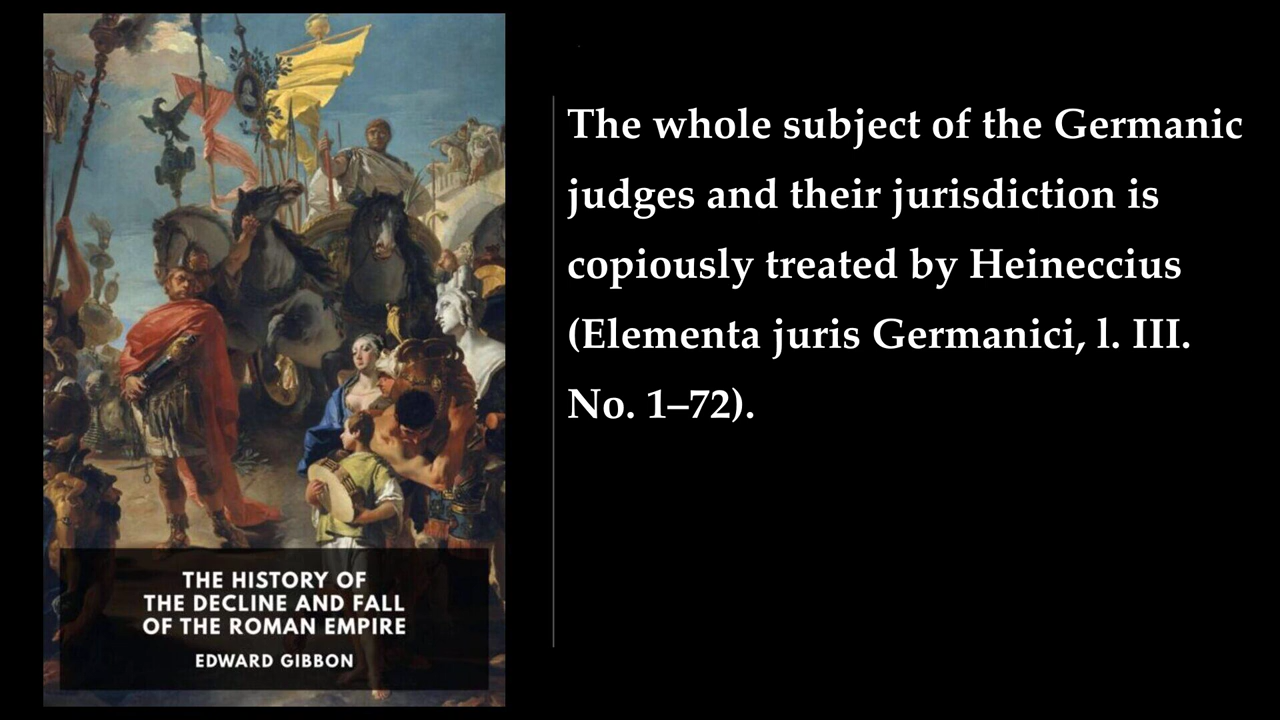 The whole subject of the Germanic
judges and their jurisdiction is
copiously treated by Heineccius
(Elementa juris Germanici, l. III.
No. 1–72).
THE HISTORY OF
THE DECLINE AND FALL
OF THE ROMAN EMPIRE
EDWARD GIBBON